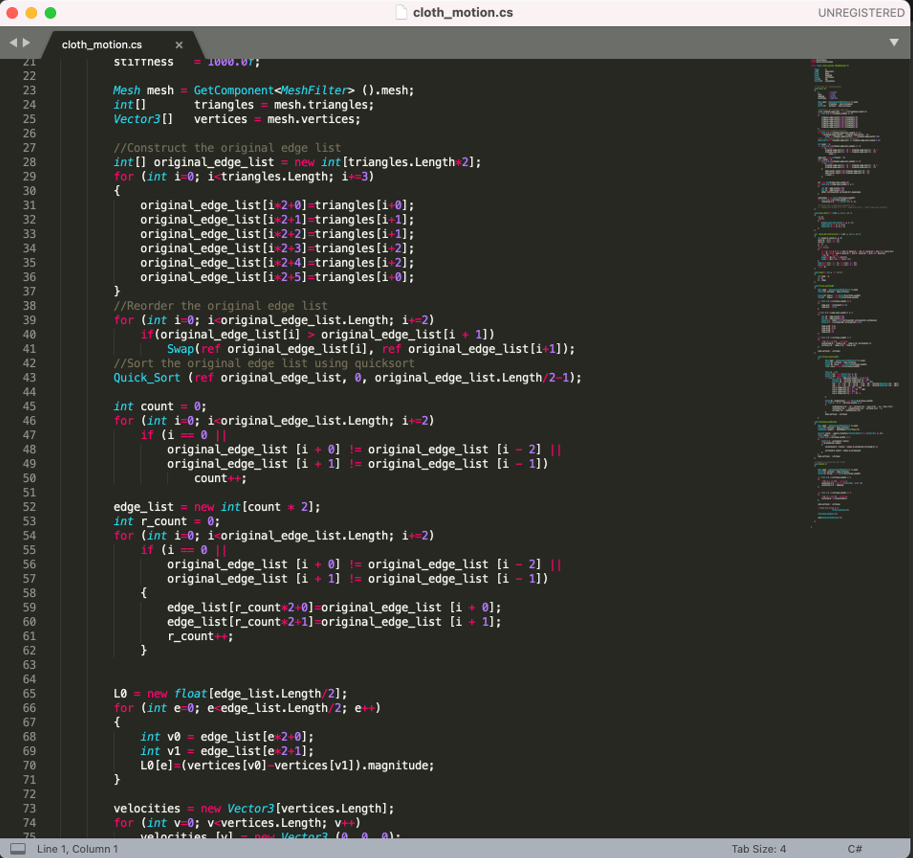 cloth_motion.cs
UNREGISTERED
cloth_motion.cs ×
21 stiffness = 1000.0f;
22
23 Mesh mesh = GetComponent<MeshFilter> ().mesh;
24 int[] triangles = mesh.triangles;
25 Vector3[] vertices = mesh.vertices;
26
27 //Construct the original edge list
28 int[] original_edge_list = new int[triangles.Length*2];
29 for (int i=0; i<triangles.Length; i+=3)
30 {
31 original_edge_list[i*2+0]=triangles[i+0];
32 original_edge_list[i*2+1]=triangles[i+1];
33 original_edge_list[i*2+2]=triangles[i+1];
34 original_edge_list[i*2+3]=triangles[i+2];
35 original_edge_list[i*2+4]=triangles[i+2];
36 original_edge_list[i*2+5]=triangles[i+0];
37 }
38 //Reorder the original edge list
39 for (int i=0; i<original_edge_list.Length; i+=2)
40 if(original_edge_list[i] > original_edge_list[i + 1])
41 Swap(ref original_edge_list[i], ref original_edge_list[i+1]);
42 //Sort the original edge list using quicksort
43 Quick_Sort (ref original_edge_list, 0, original_edge_list.Length/2-1);
44
45 int count = 0;
46 for (int i=0; i<original_edge_list.Length; i+=2)
47 if (i == 0 ||
48 original_edge_list [i + 0] != original_edge_list [i - 2] ||
49 original_edge_list [i + 1] != original_edge_list [i - 1])
50 count++;
51
52 edge_list = new int[count * 2];
53 int r_count = 0;
54 for (int i=0; i<original_edge_list.Length; i+=2)
55 if (i == 0 ||
56 original_edge_list [i + 0] != original_edge_list [i - 2] ||
57 original_edge_list [i + 1] != original_edge_list [i - 1])
58 {
59 edge_list[r_count*2+0]=original_edge_list [i + 0];
60 edge_list[r_count*2+1]=original_edge_list [i + 1];
61 r_count++;
62 }
63
64
65 L0 = new float[edge_list.Length/2];
66 for (int e=0; e<edge_list.Length/2; e++)
67 {
68 int v0 = edge_list[e*2+0];
69 int v1 = edge_list[e*2+1];
70 L0[e]=(vertices[v0]-vertices[v1]).magnitude;
71 }
72
73 velocities = new Vector3[vertices.Length];
74 for (int v=0; v<vertices.Length; v++)
75 velocities [v] = new Vector3 (0, 0, 0);
Line 1, Column 1
Tab Size: 4
C#